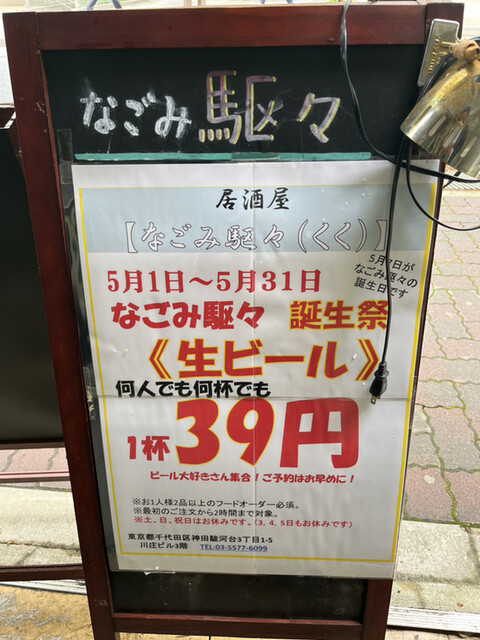 なごみ駆々
居酒屋
【なごみ駆々(くく)】
5月1日～5月31日
なごみ駆々の
誕生日です
なごみ駆々 誕生祭
《生ビール》
何人でも何杯でも
1杯39円
ビール大好きさん集合!ご予約はお早めに!
※お1人様2品以上のフードオーダー必須。
※最初のご注文から2時間まで対象。
※土、日、祝日はお休みです。(3, 4, 5日もお休みです)
東京都千代田区神田駿河台3丁目1-5
川庄ビル3階 TEL:03-5577-6099